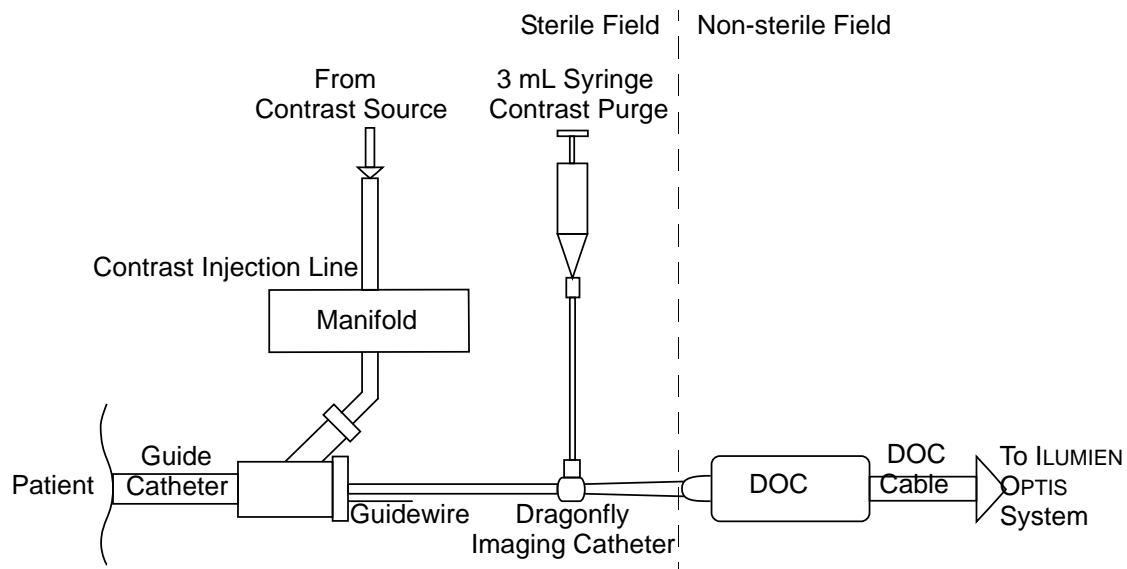 Sterile Field
Non-sterile Field
From
Contrast Source
3 mL Syringe
Contrast Purge
Contrast Injection Line
Manifold
Patient
Guide
Catheter
Guidewire
Dragonfly
Imaging Catheter
DOC
DOC
Cable
To ILUMIEN
OPTIS
System